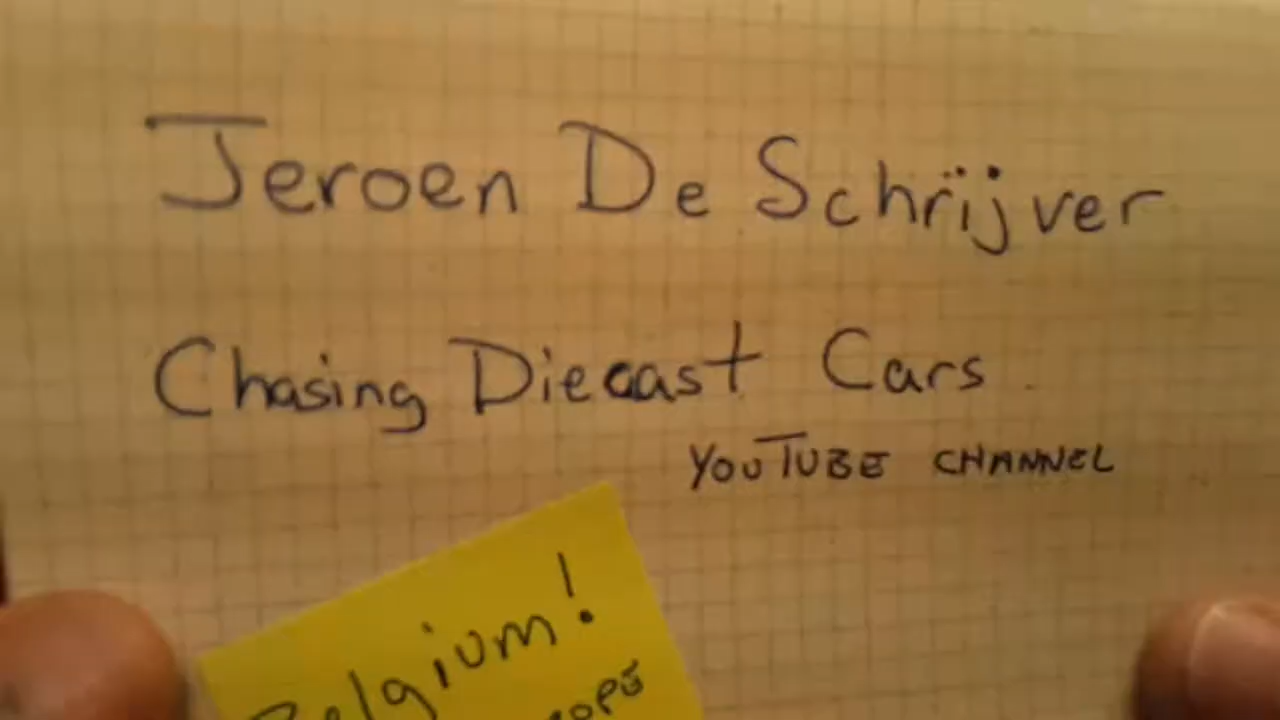 Jeroen De Schrijver
Chasing Diecast Cars
YOUTUBE CHANNEL
Belgium!